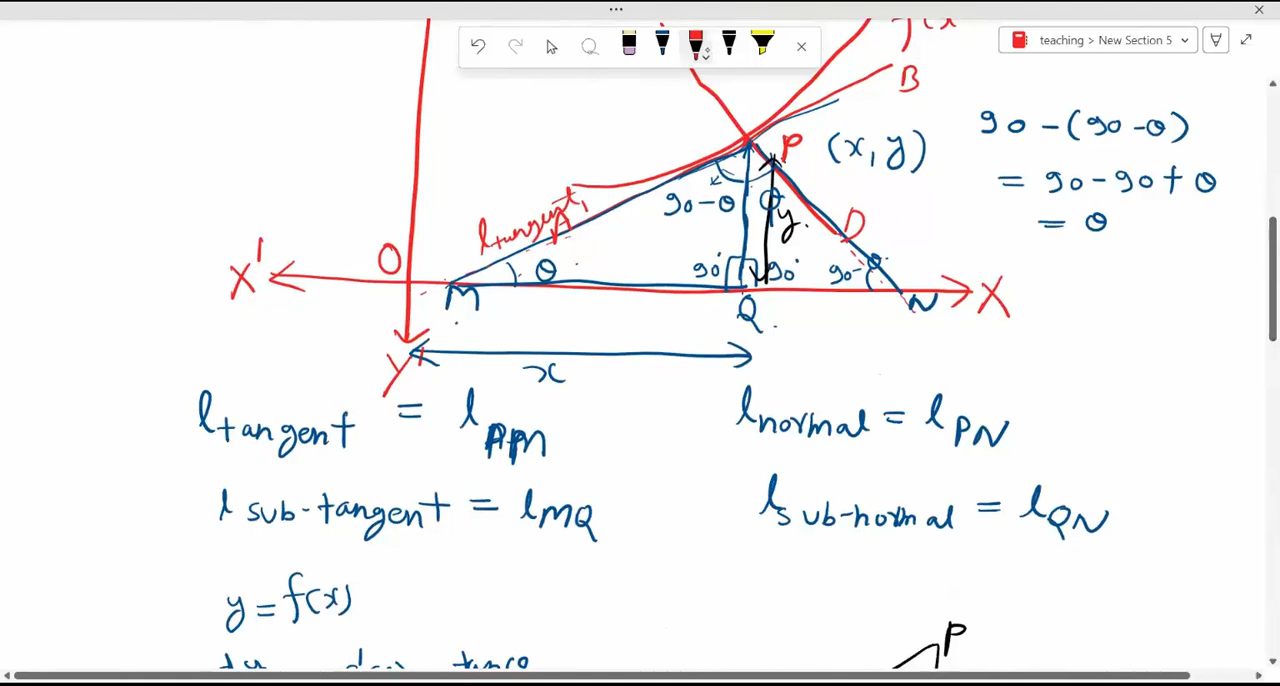 teaching > New Section 5
f(x
B
P (x, y)
90 - (90 - θ)
= 90 - 90 + θ
= θ
90-θ θ
y.
D
l tangent,
A
O
X' θ 90° 90° 90-θ X
M Q N
Y'
x
l tangent = l PM
l normal = l PN
l sub-tangent = l MQ
l sub-normal = l QN
y = f(x)
P